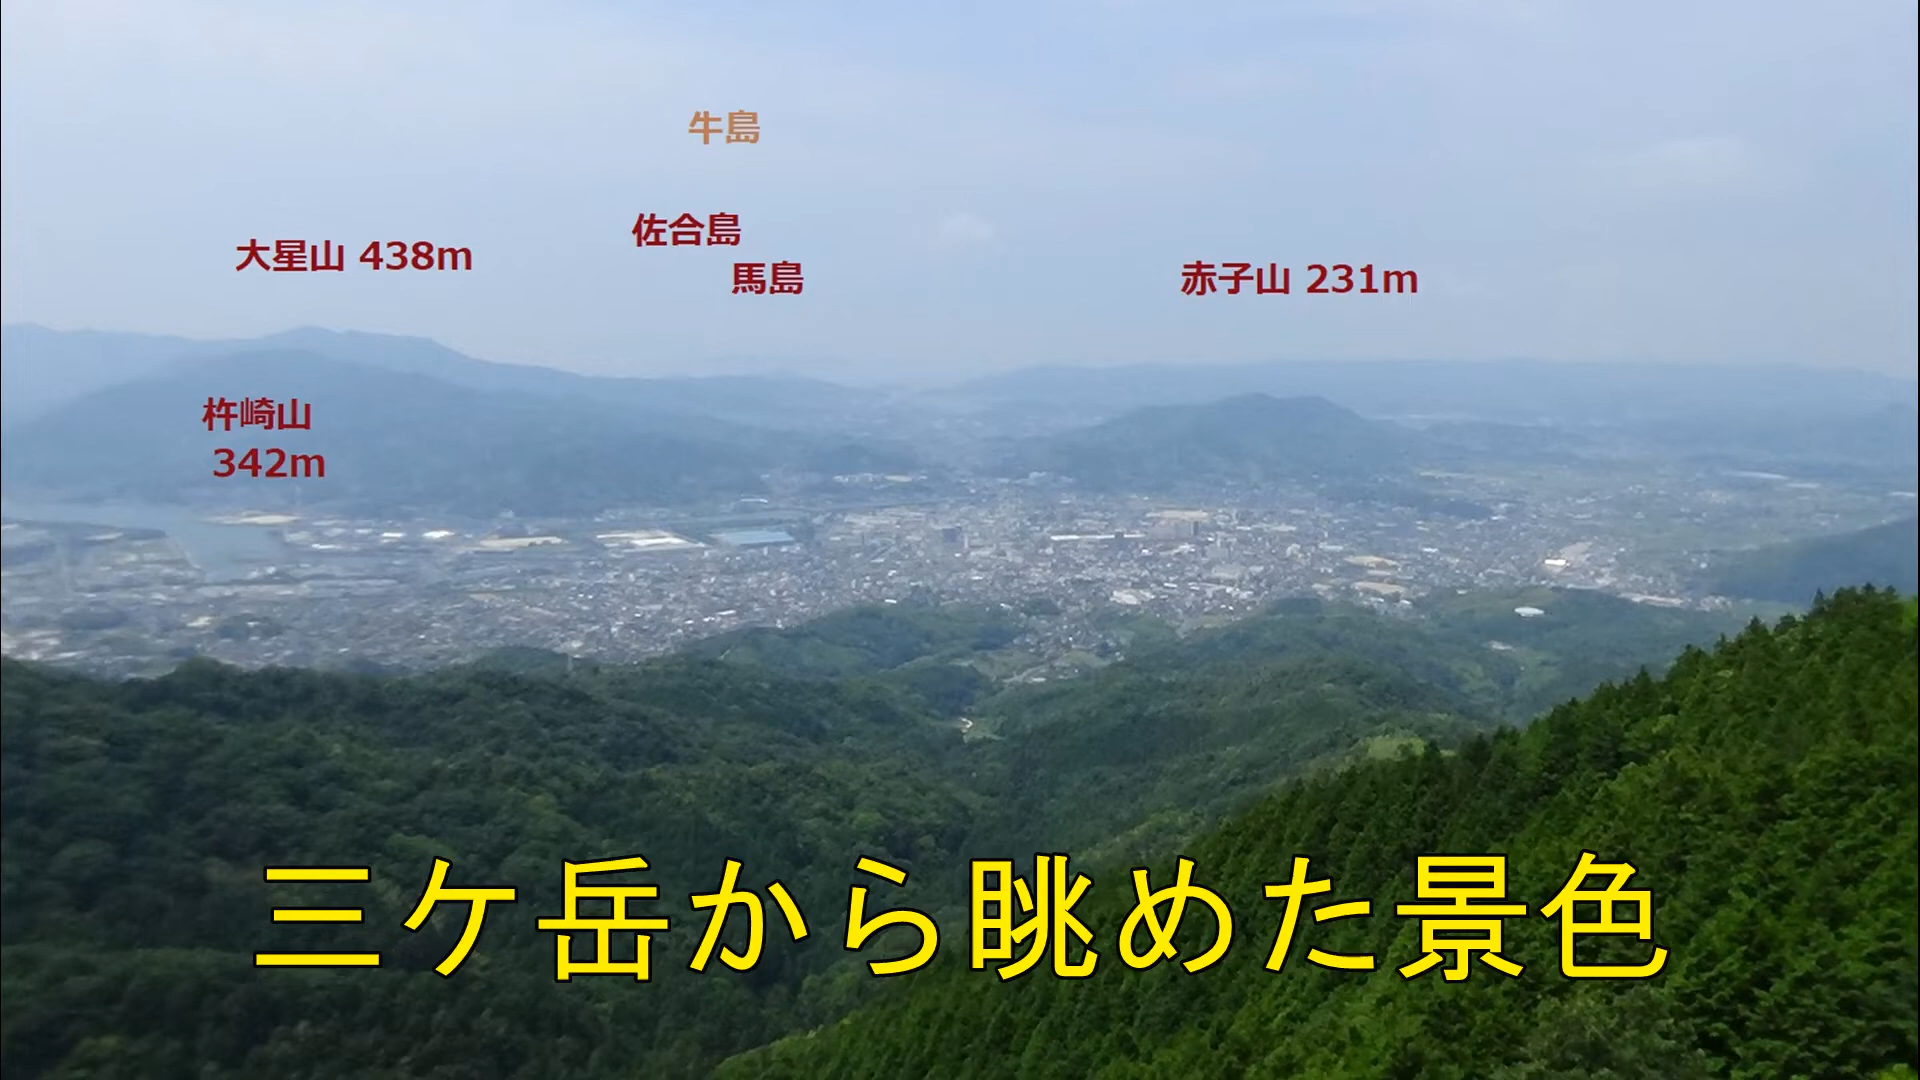 牛島
佐合島
大星山 438m
馬島
赤子山 231m
杵崎山
342m
三ケ岳から眺めた景色